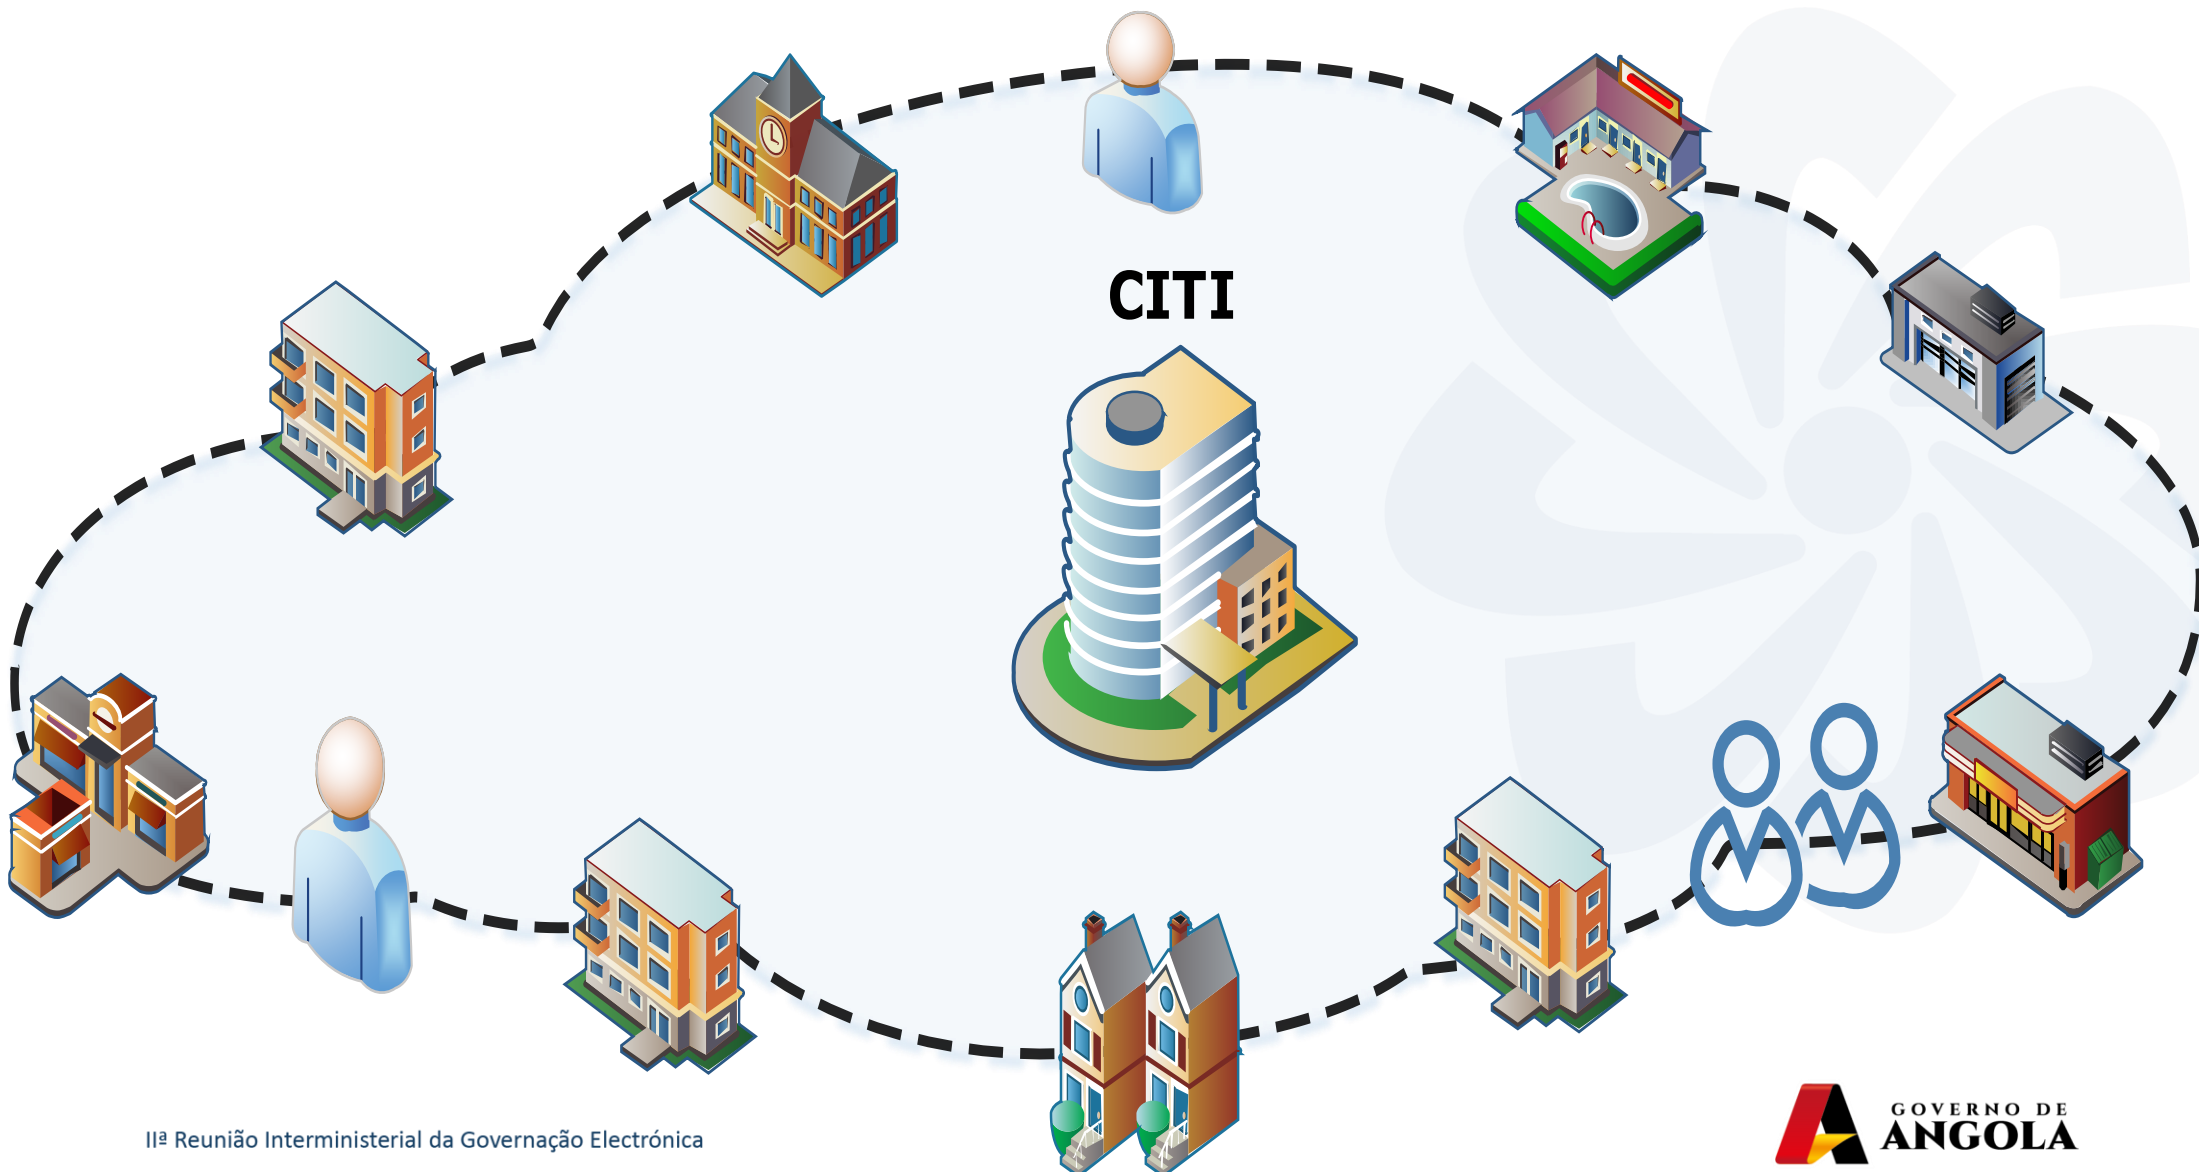 CITI
IIª Reunião Interministerial da Governação Electrónica
GOVERNO DE
ANGOLA